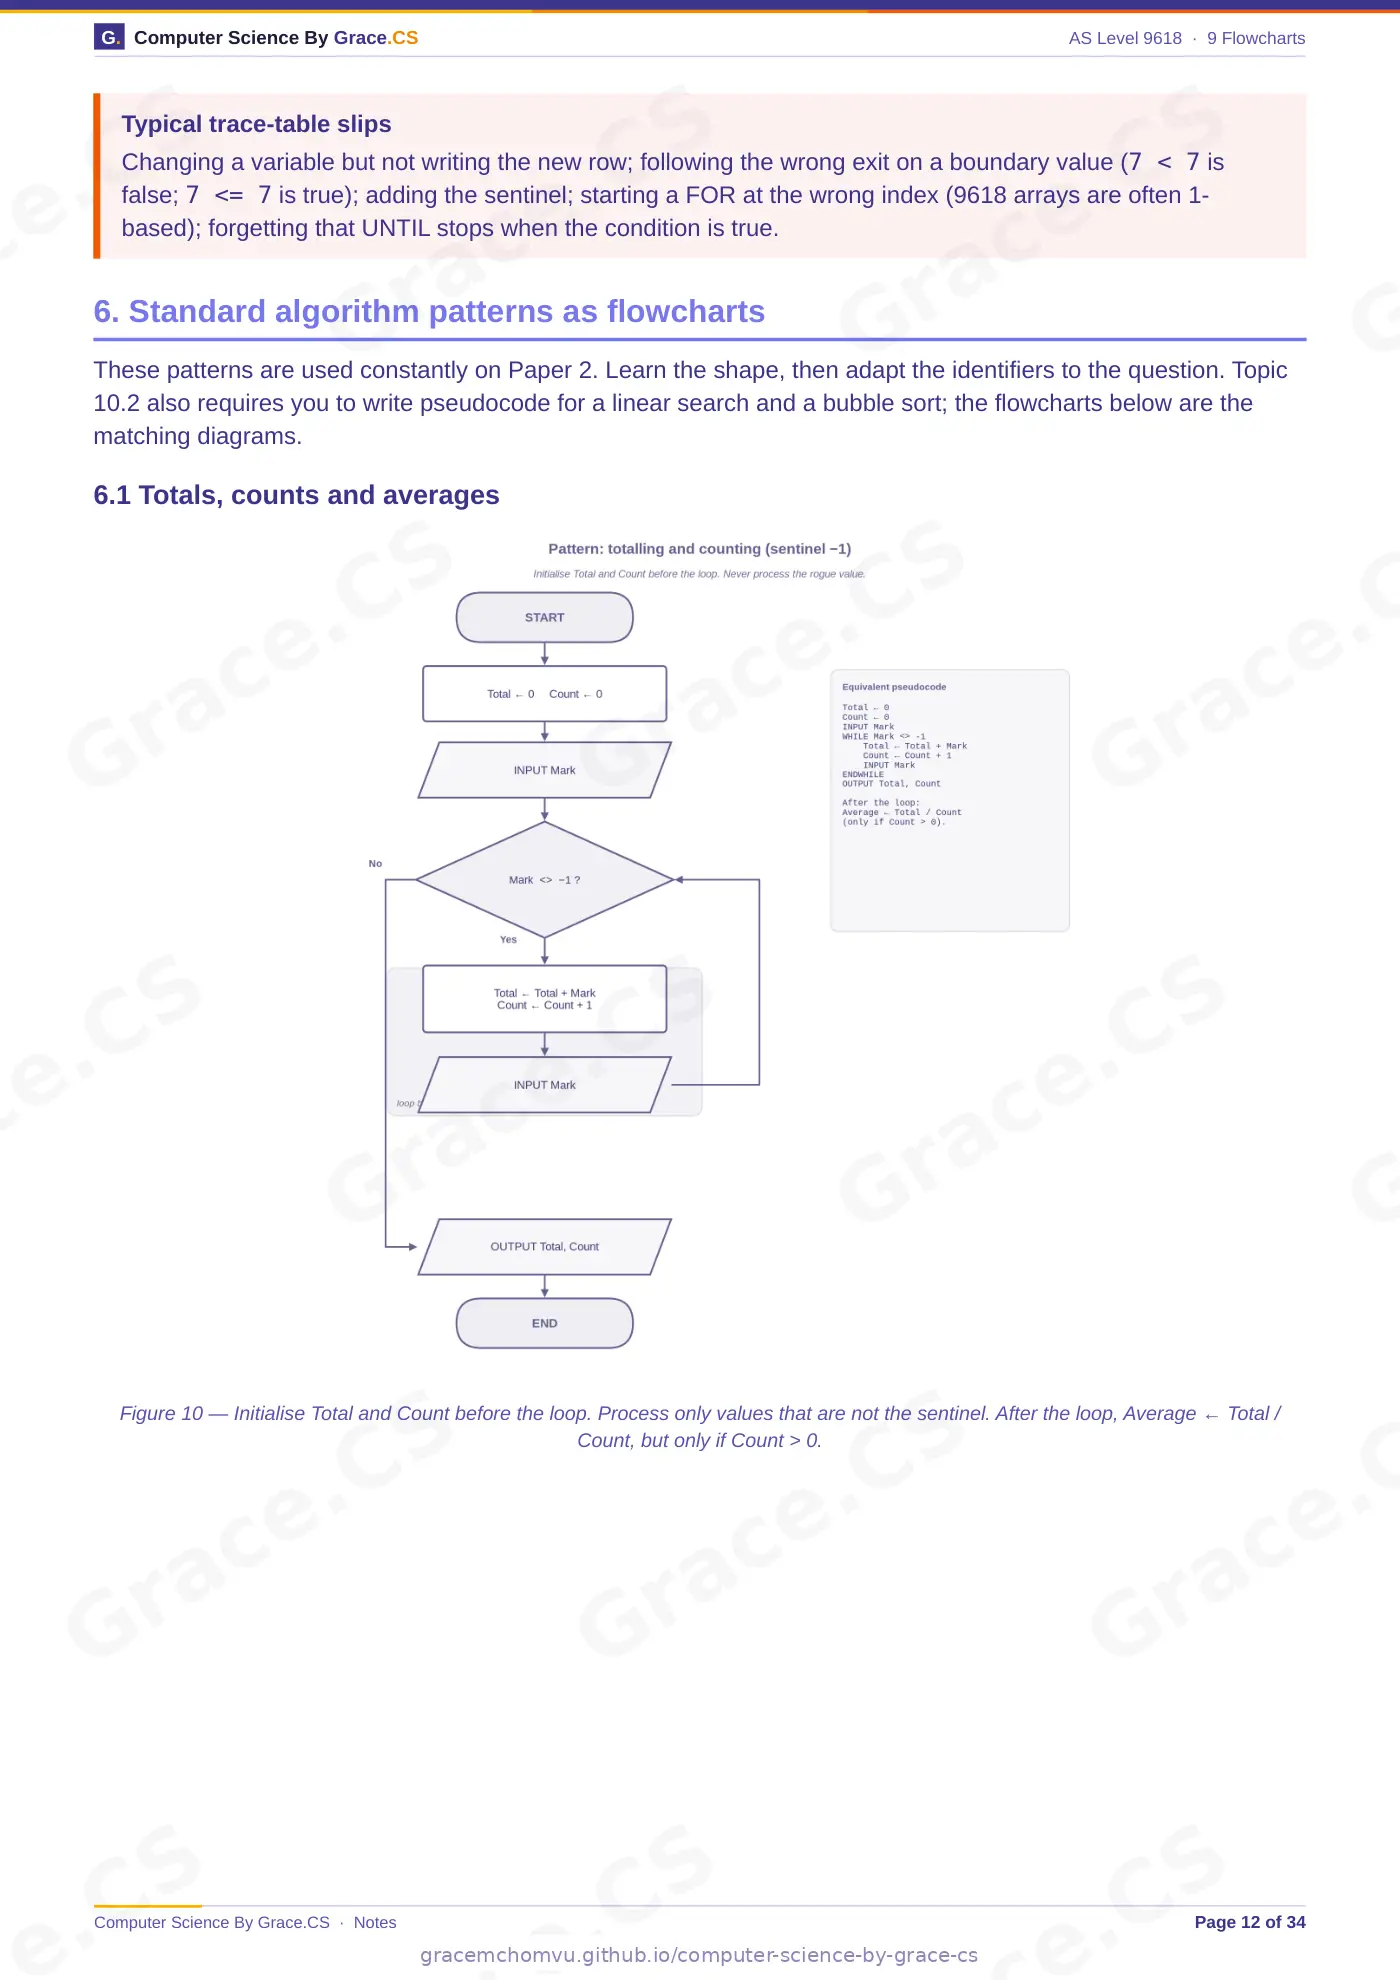 G. Computer Science By Grace.CS
AS Level 9618 · 9 Flowcharts
Typical trace-table slips
Changing a variable but not writing the new row; following the wrong exit on a boundary value (7 < 7 is
false; 7 <= 7 is true); adding the sentinel; starting a FOR at the wrong index (9618 arrays are often 1-
based); forgetting that UNTIL stops when the condition is true.
6. Standard algorithm patterns as flowcharts
These patterns are used constantly on Paper 2. Learn the shape, then adapt the identifiers to the question. Topic
10.2 also requires you to write pseudocode for a linear search and a bubble sort; the flowcharts below are the
matching diagrams.
6.1 Totals, counts and averages
Pattern: totalling and counting (sentinel −1)
Initialise Total and Count before the loop. Never process the rogue value.
START
Total ← 0 Count ← 0
INPUT Mark
Mark <> −1 ?
No
Yes
Total ← Total + Mark
Count ← Count + 1
INPUT Mark
loop
OUTPUT Total, Count
END
Equivalent pseudocode
Total ← 0
Count ← 0
INPUT Mark
WHILE Mark <> -1
Total ← Total + Mark
Count ← Count + 1
INPUT Mark
ENDWHILE
OUTPUT Total, Count
After the loop:
Average ← Total / Count
(only if Count > 0).
Figure 10 — Initialise Total and Count before the loop. Process only values that are not the sentinel. After the loop, Average ← Total /
Count, but only if Count > 0.
Computer Science By Grace.CS · Notes
Page 12 of 34
gracemchomvu.github.io/computer-science-by-grace-cs